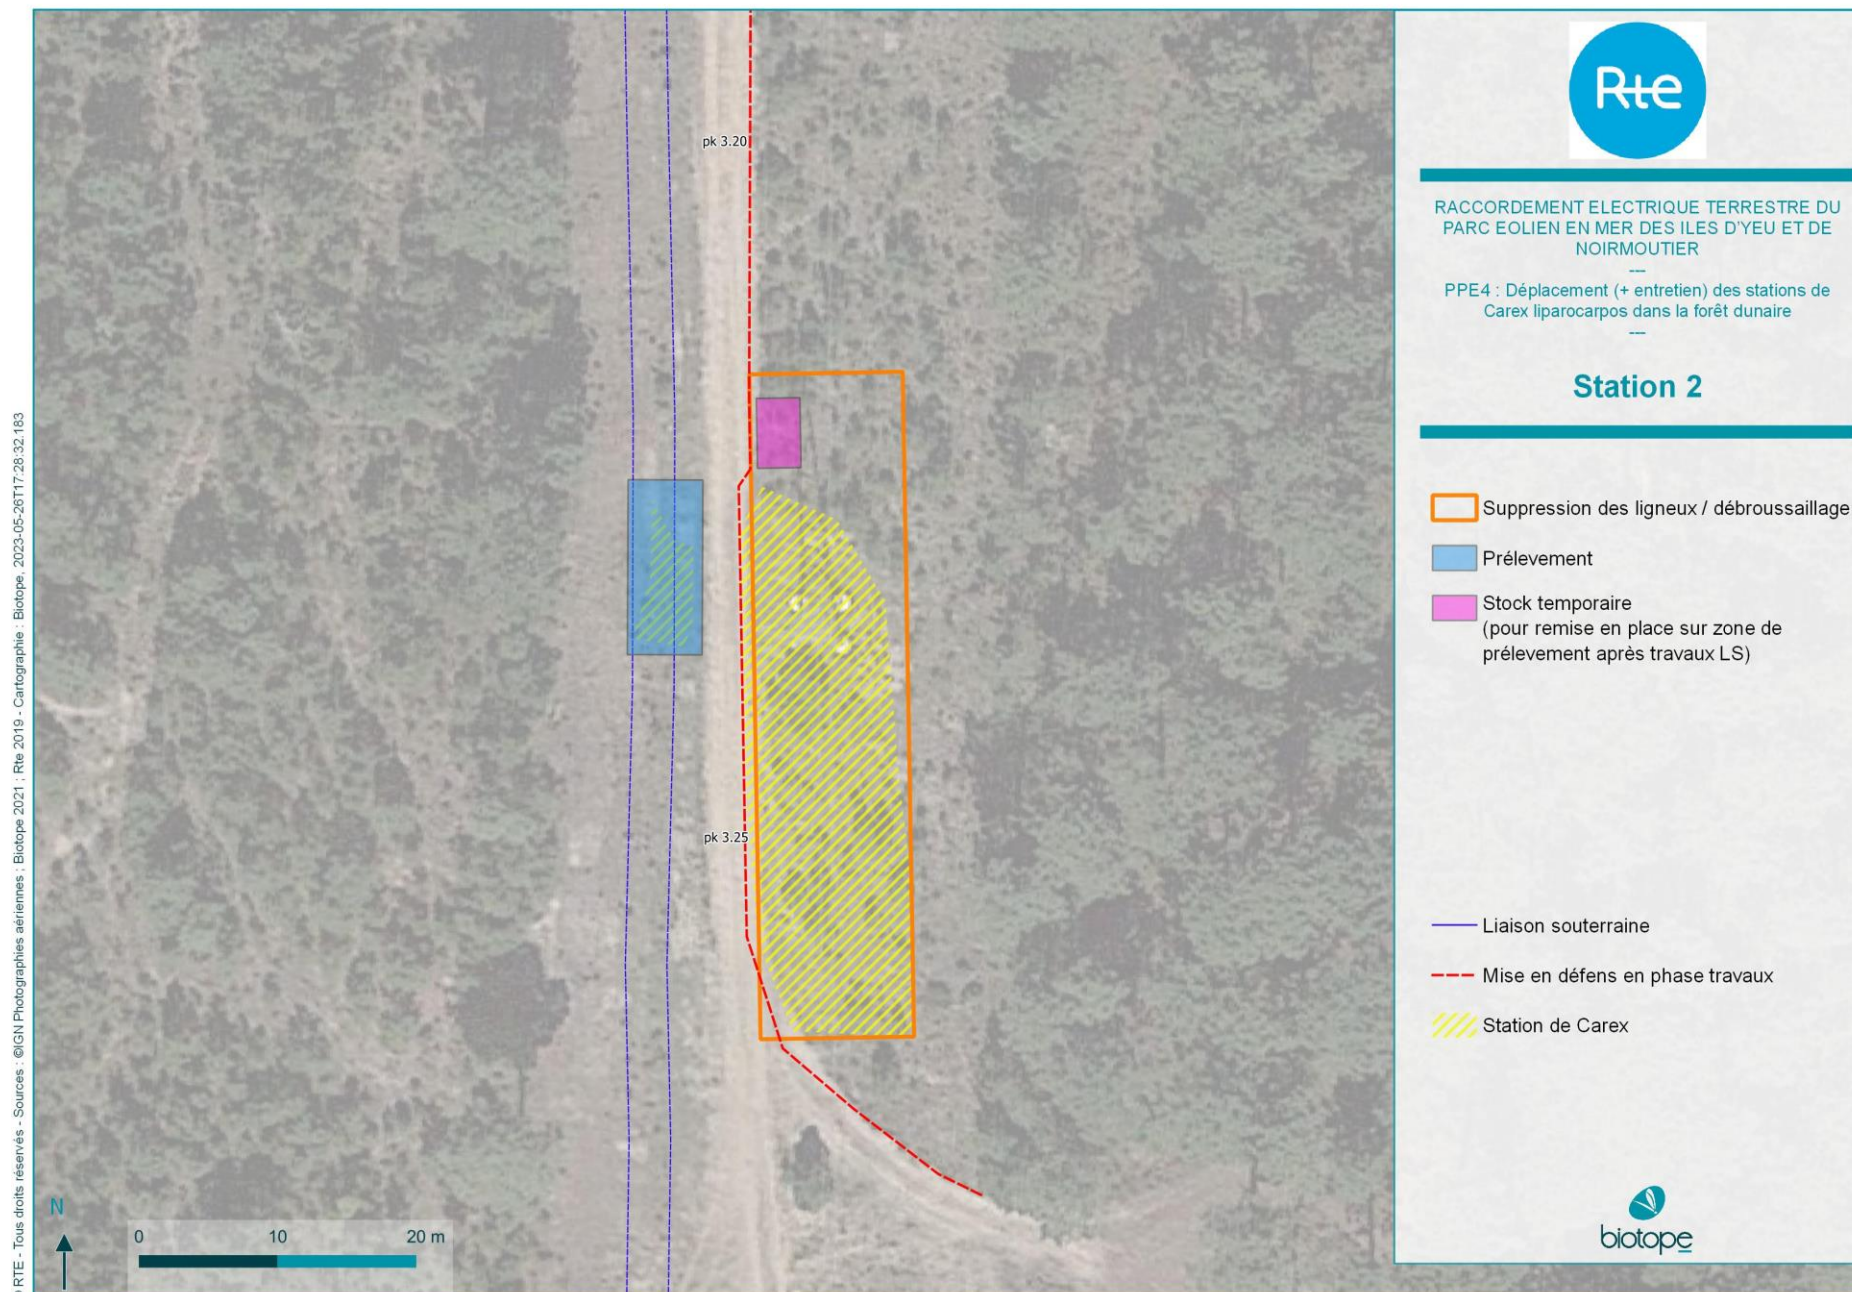 pk 3.20
pk 3.25
N
0 10 20 m
RTE - Tous droits réservés - Sources : ©IGN Photographies aériennes ; Biotope 2021 ; Rte 2019 - Cartographie : Biotope, 2023-05-26T17:28:32.183
Rte
RACCORDEMENT ELECTRIQUE TERRESTRE DU
PARC EOLIEN EN MER DES ILES D'YEU ET DE
NOIRMOUTIER
---
PPE4 : Déplacement (+ entretien) des stations de
Carex liparocarpos dans la forêt dunaire
---
Station 2
Suppression des ligneux / débroussaillage
Prélevement
Stock temporaire
(pour remise en place sur zone de
prélevement après travaux LS)
Liaison souterraine
Mise en défens en phase travaux
Station de Carex
biotope